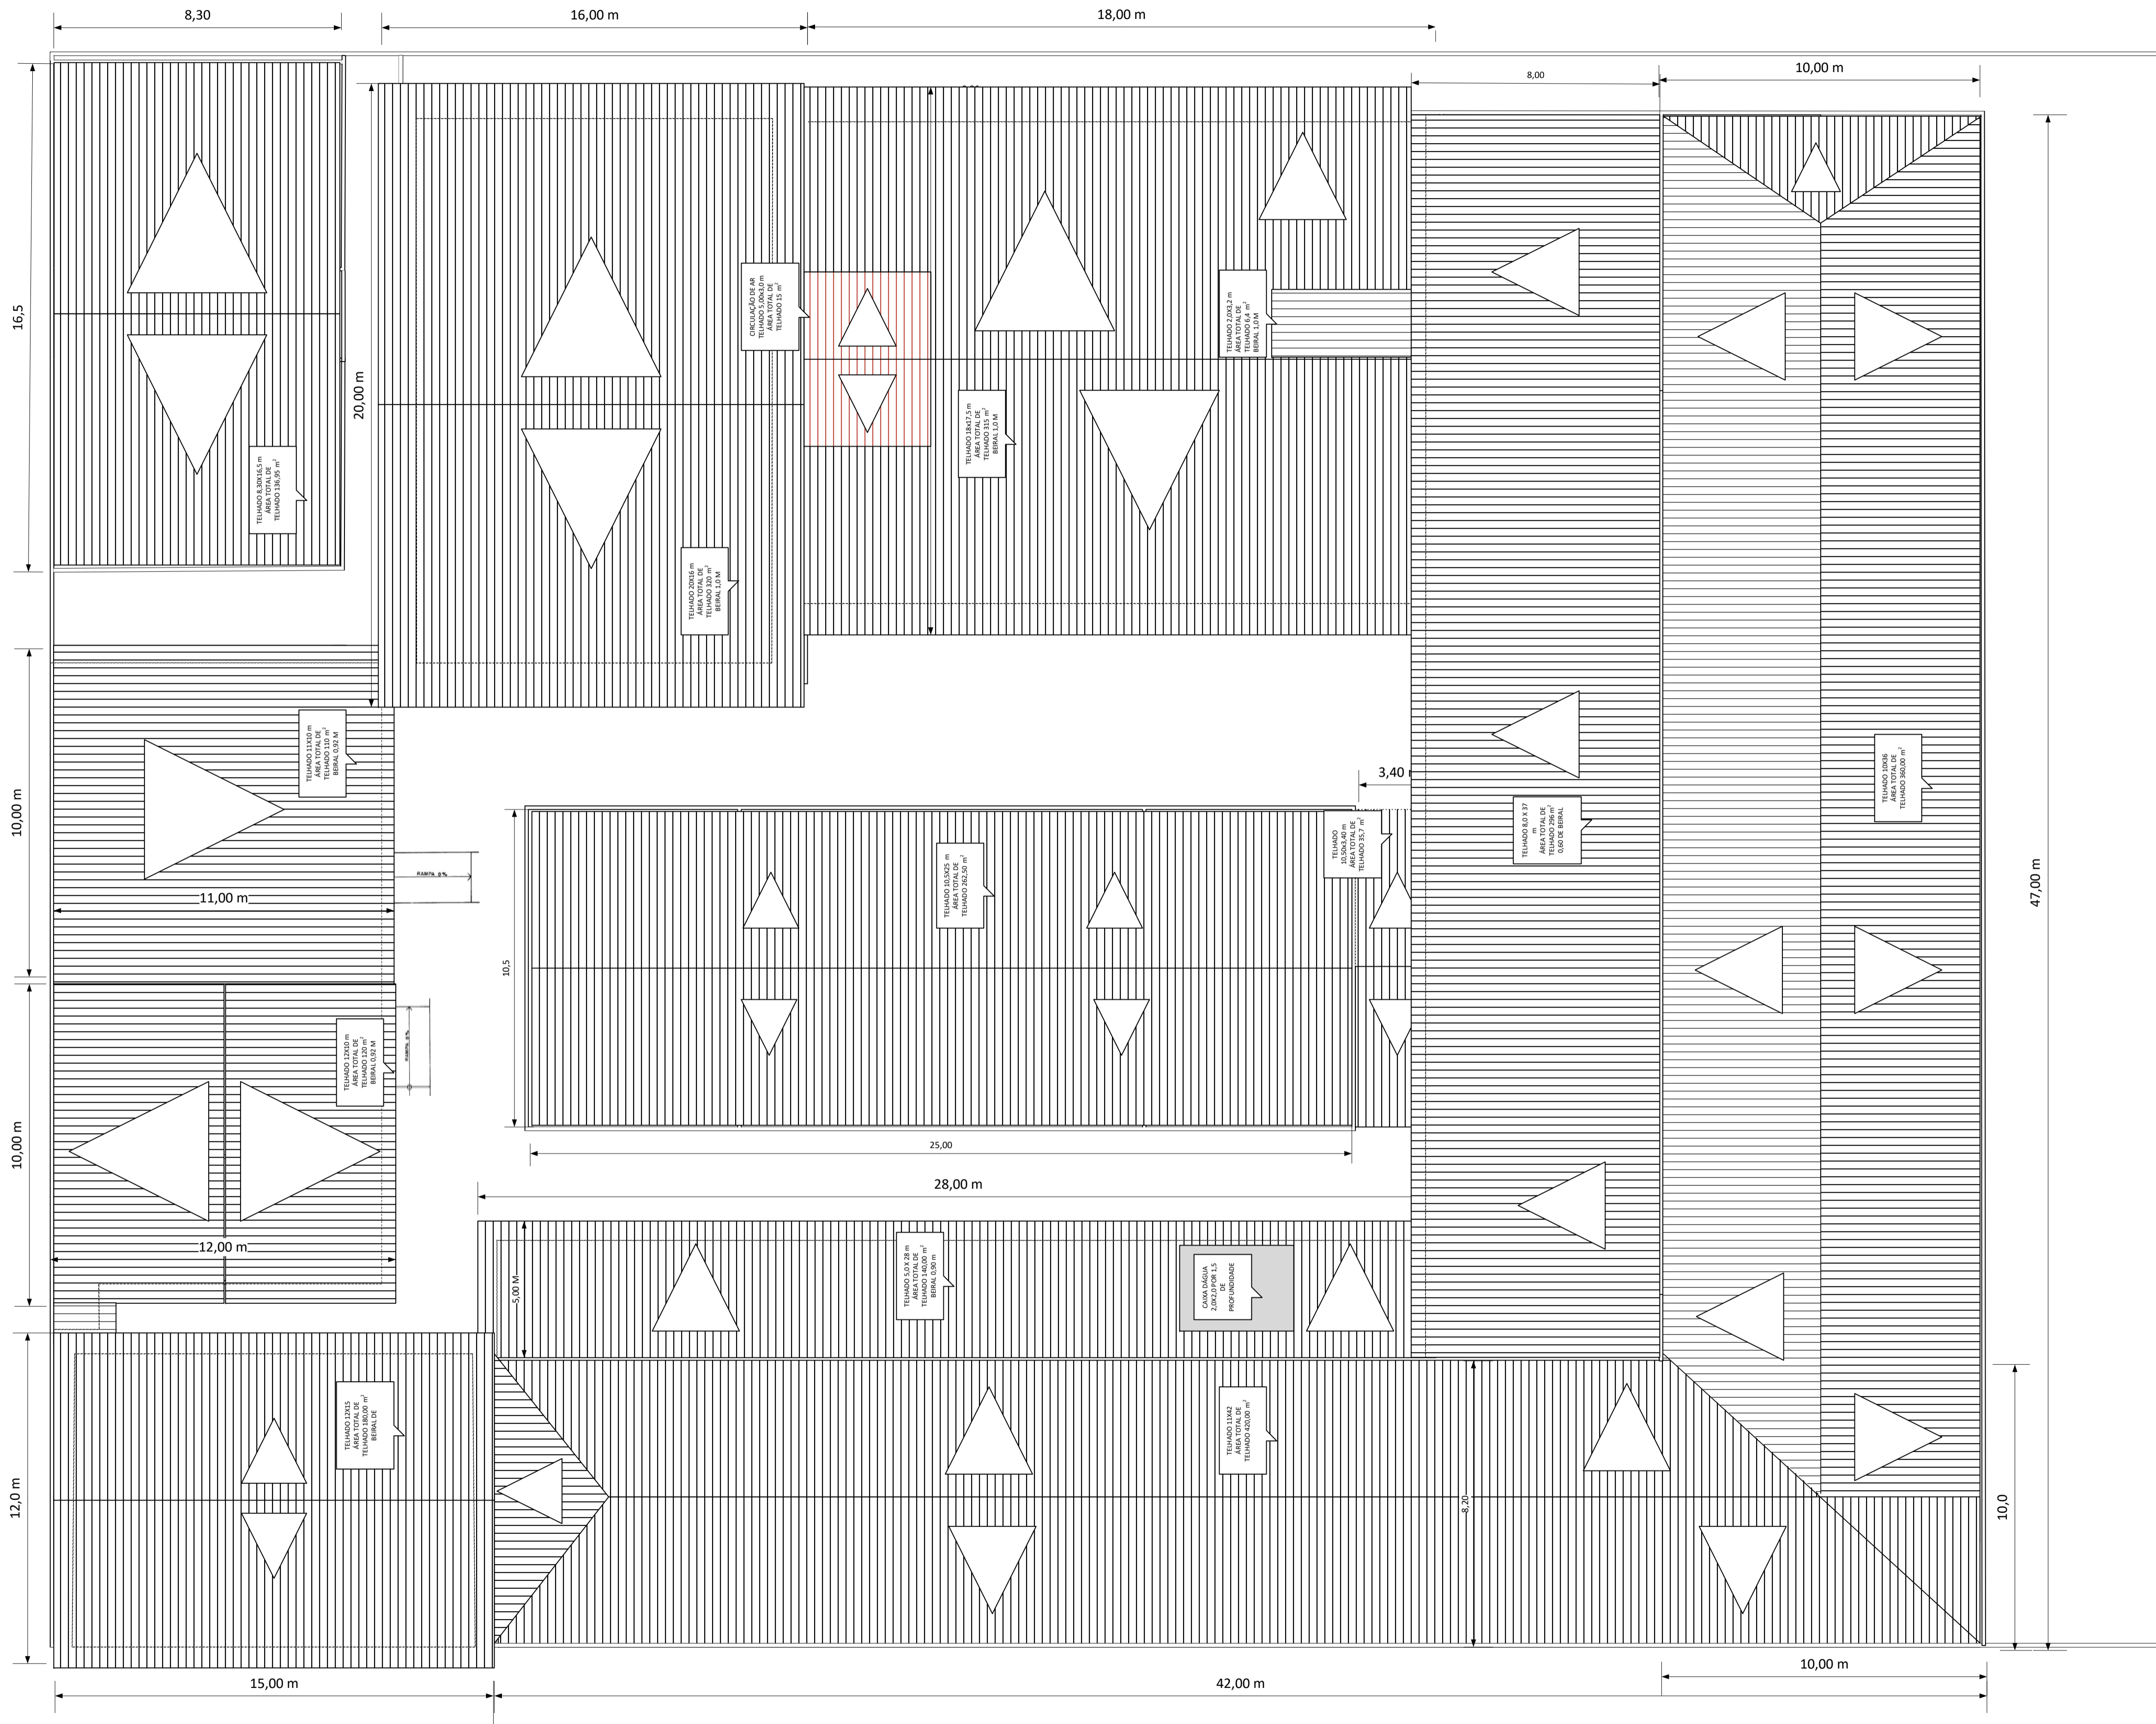 8,30
16,00 m
18,00 m
8,00
10,00 m
16,5
20,00 m
CIRCULAÇÃO DE AR
TELHADO 5,00x3,0 m
ÁREA TOTAL DE
TELHADO 15 m²
TELHADO 2,0X3,2 m
ÁREA TOTAL DE
TELHADO 6,4 m²
BEIRAL 1,0 M
TELHADO 18x17,5 m
ÁREA TOTAL DE
TELHADO 315 m²
BEIRAL 1,0 M
TELHADO 8,30X16,5 m
ÁREA TOTAL DE
TELHADO 136,95 m²
TELHADO 20X16 m
ÁREA TOTAL DE
TELHADO 320 m²
BEIRAL 1,0 M
TELHADO 11X10 m
ÁREA TOTAL DE
TELHADO 110 m²
BEIRAL 0,92 M
10,00 m
3,40
TELHADO 10X36
ÁREA TOTAL DE
TELHADO 360,00 m²
TELHADO 8,0 X 37
m
ÁREA TOTAL DE
TELHADO 296 m²
0,60 DE BEIRAL
TELHADO
10,50x3,40 m
ÁREA TOTAL DE
TELHADO 35,7 m²
TELHADO 10,5X25 m
ÁREA TOTAL DE
TELHADO 262,50 m²
RAMPA 8%
11,00 m
47,00 m
10,5
TELHADO 12X10 m
ÁREA TOTAL DE
TELHADO 120 m²
BEIRAL 0,92 M
RAMPA 8%
10,00 m
25,00
28,00 m
12,00 m
5,00 M
TELHADO 5,0 X 28 m
ÁREA TOTAL DE
TELHADO 140,00 m²
BEIRAL 0,90 m
CAIXA DÁGUA
2,0X2,0 POR 1,5
DE
PROFUNDIDADE
TELHADO 12X15
ÁREA TOTAL DE
TELHADO 180,00 m²
BEIRAL DE
TELHADO 11X42
ÁREA TOTAL DE
TELHADO 420,00 m²
12,0 m
8,20
10,0
15,00 m
42,00 m
10,00 m